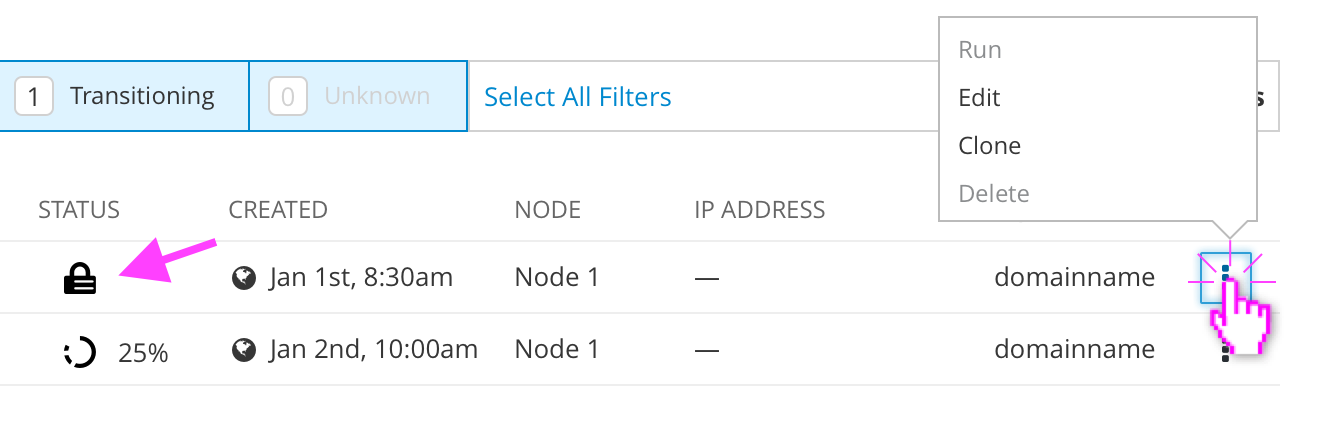 Run
Edit
Clone
Delete
1 Transitioning 0 Unknown Select All Filters s
STATUS CREATED NODE IP ADDRESS
Jan 1st, 8:30am Node 1 — domainname
25% Jan 2nd, 10:00am Node 1 — domainname